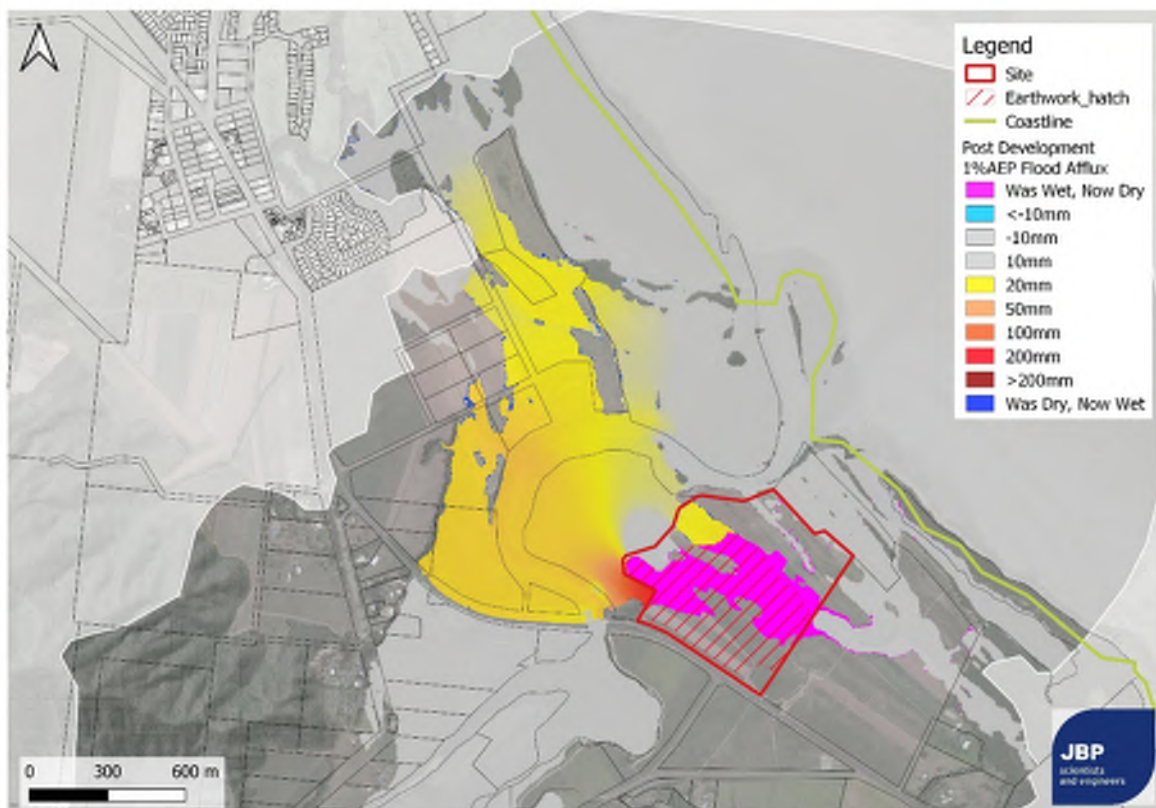 Legend
Site
Earthwork_hatch
Coastline
Post Development
1%AEP Flood Afflux
Was Wet, Now Dry
<-10mm
-10mm
10mm
20mm
50mm
100mm
200mm
>200mm
Was Dry, Now Wet
0 300 600 m
JBP
scientists
and engineers